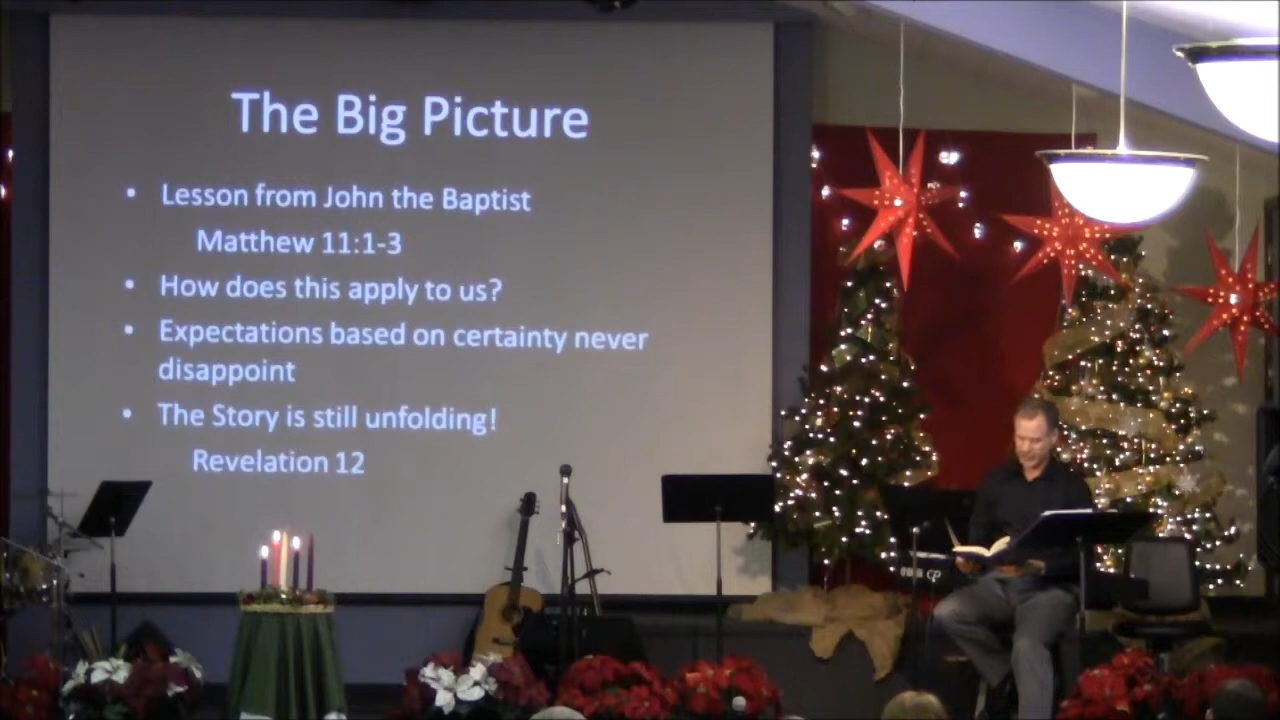 The Big Picture
• Lesson from John the Baptist
Matthew 11:1-3
• How does this apply to us?
• Expectations based on certainty never
disappoint
• The Story is still unfolding!
Revelation 12
CP